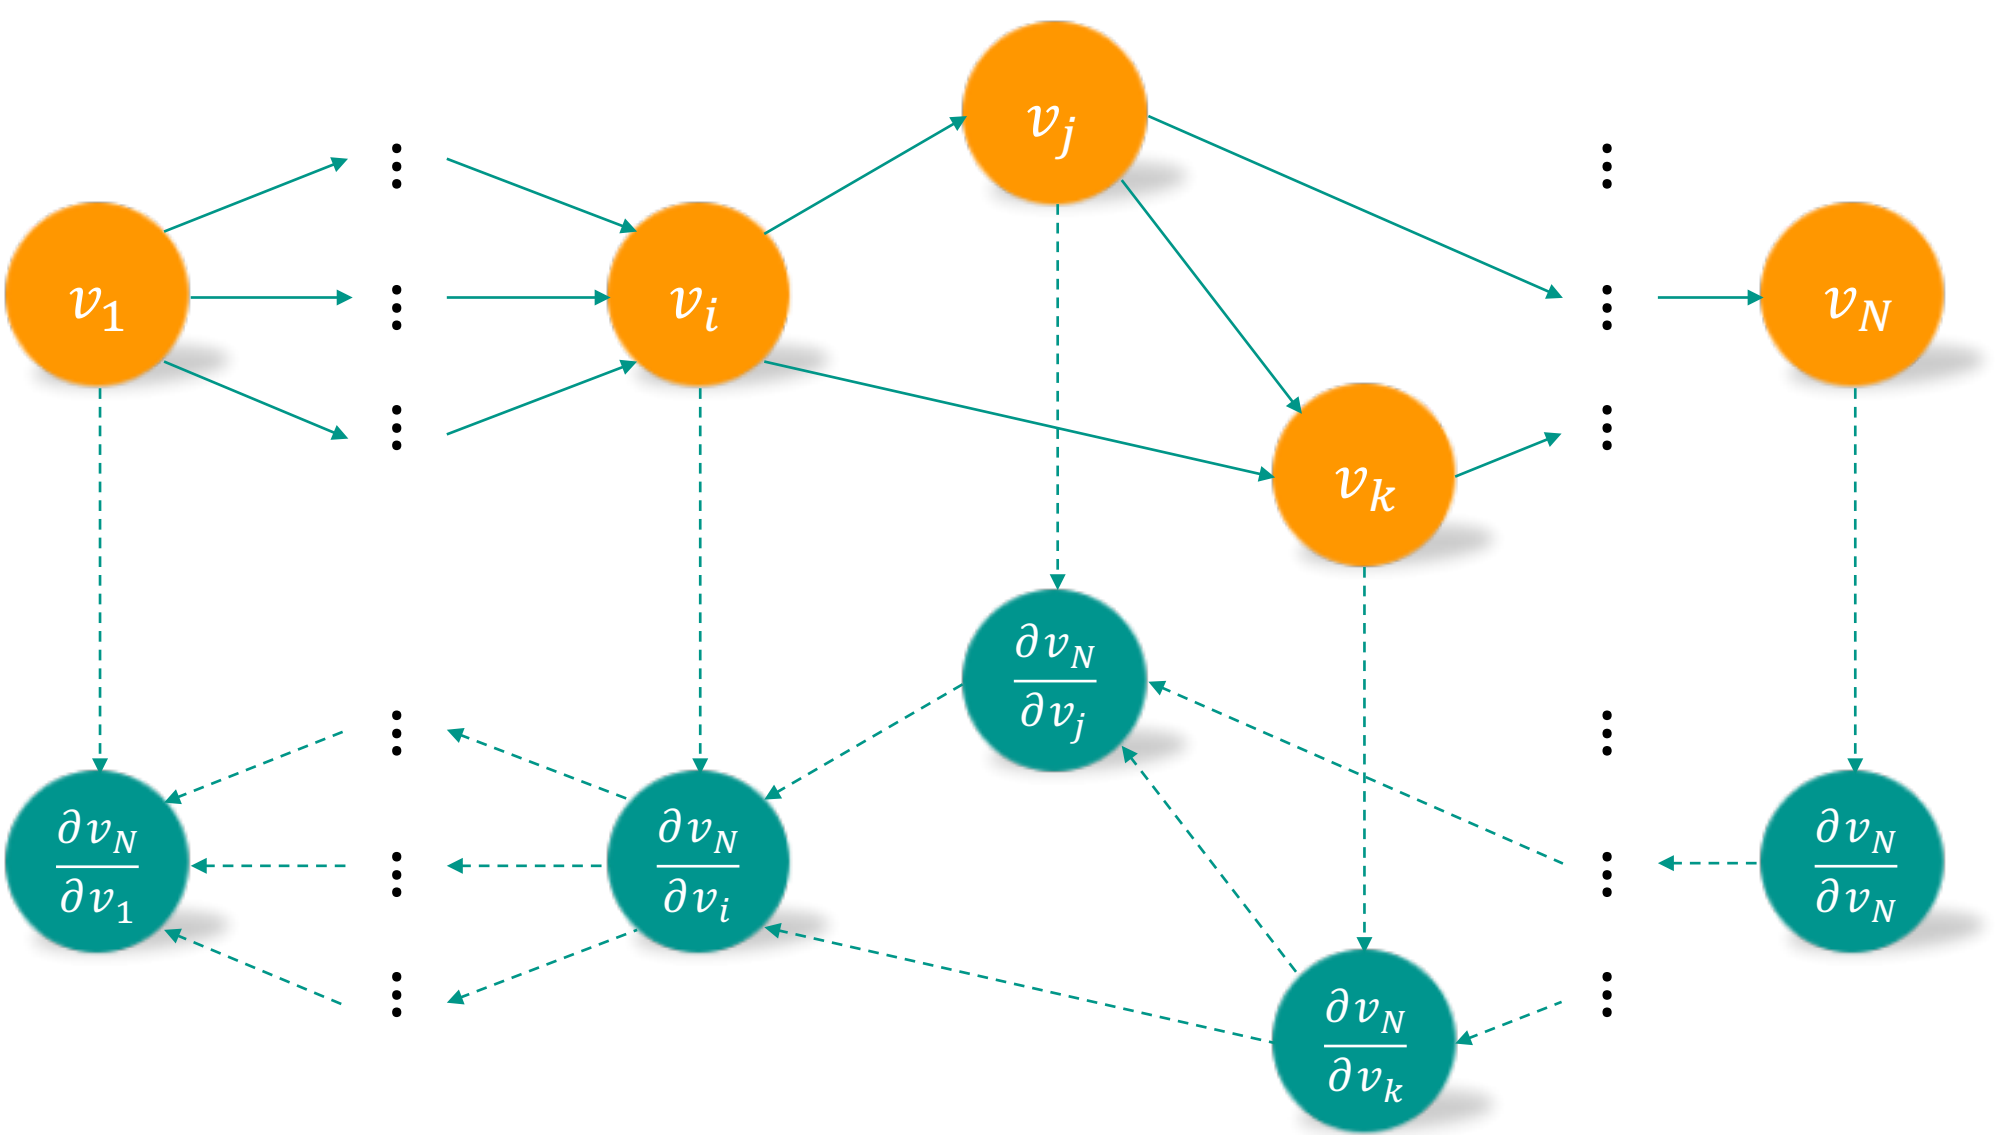 v_j
⋮ ⋮
v_1 ⋮ v_i ⋮ v_N
⋮ ⋮
v_k
∂v_N/∂v_j
⋮ ⋮
∂v_N/∂v_1 ⋮ ∂v_N/∂v_i ⋮ ∂v_N/∂v_N
⋮ ⋮
∂v_N/∂v_k